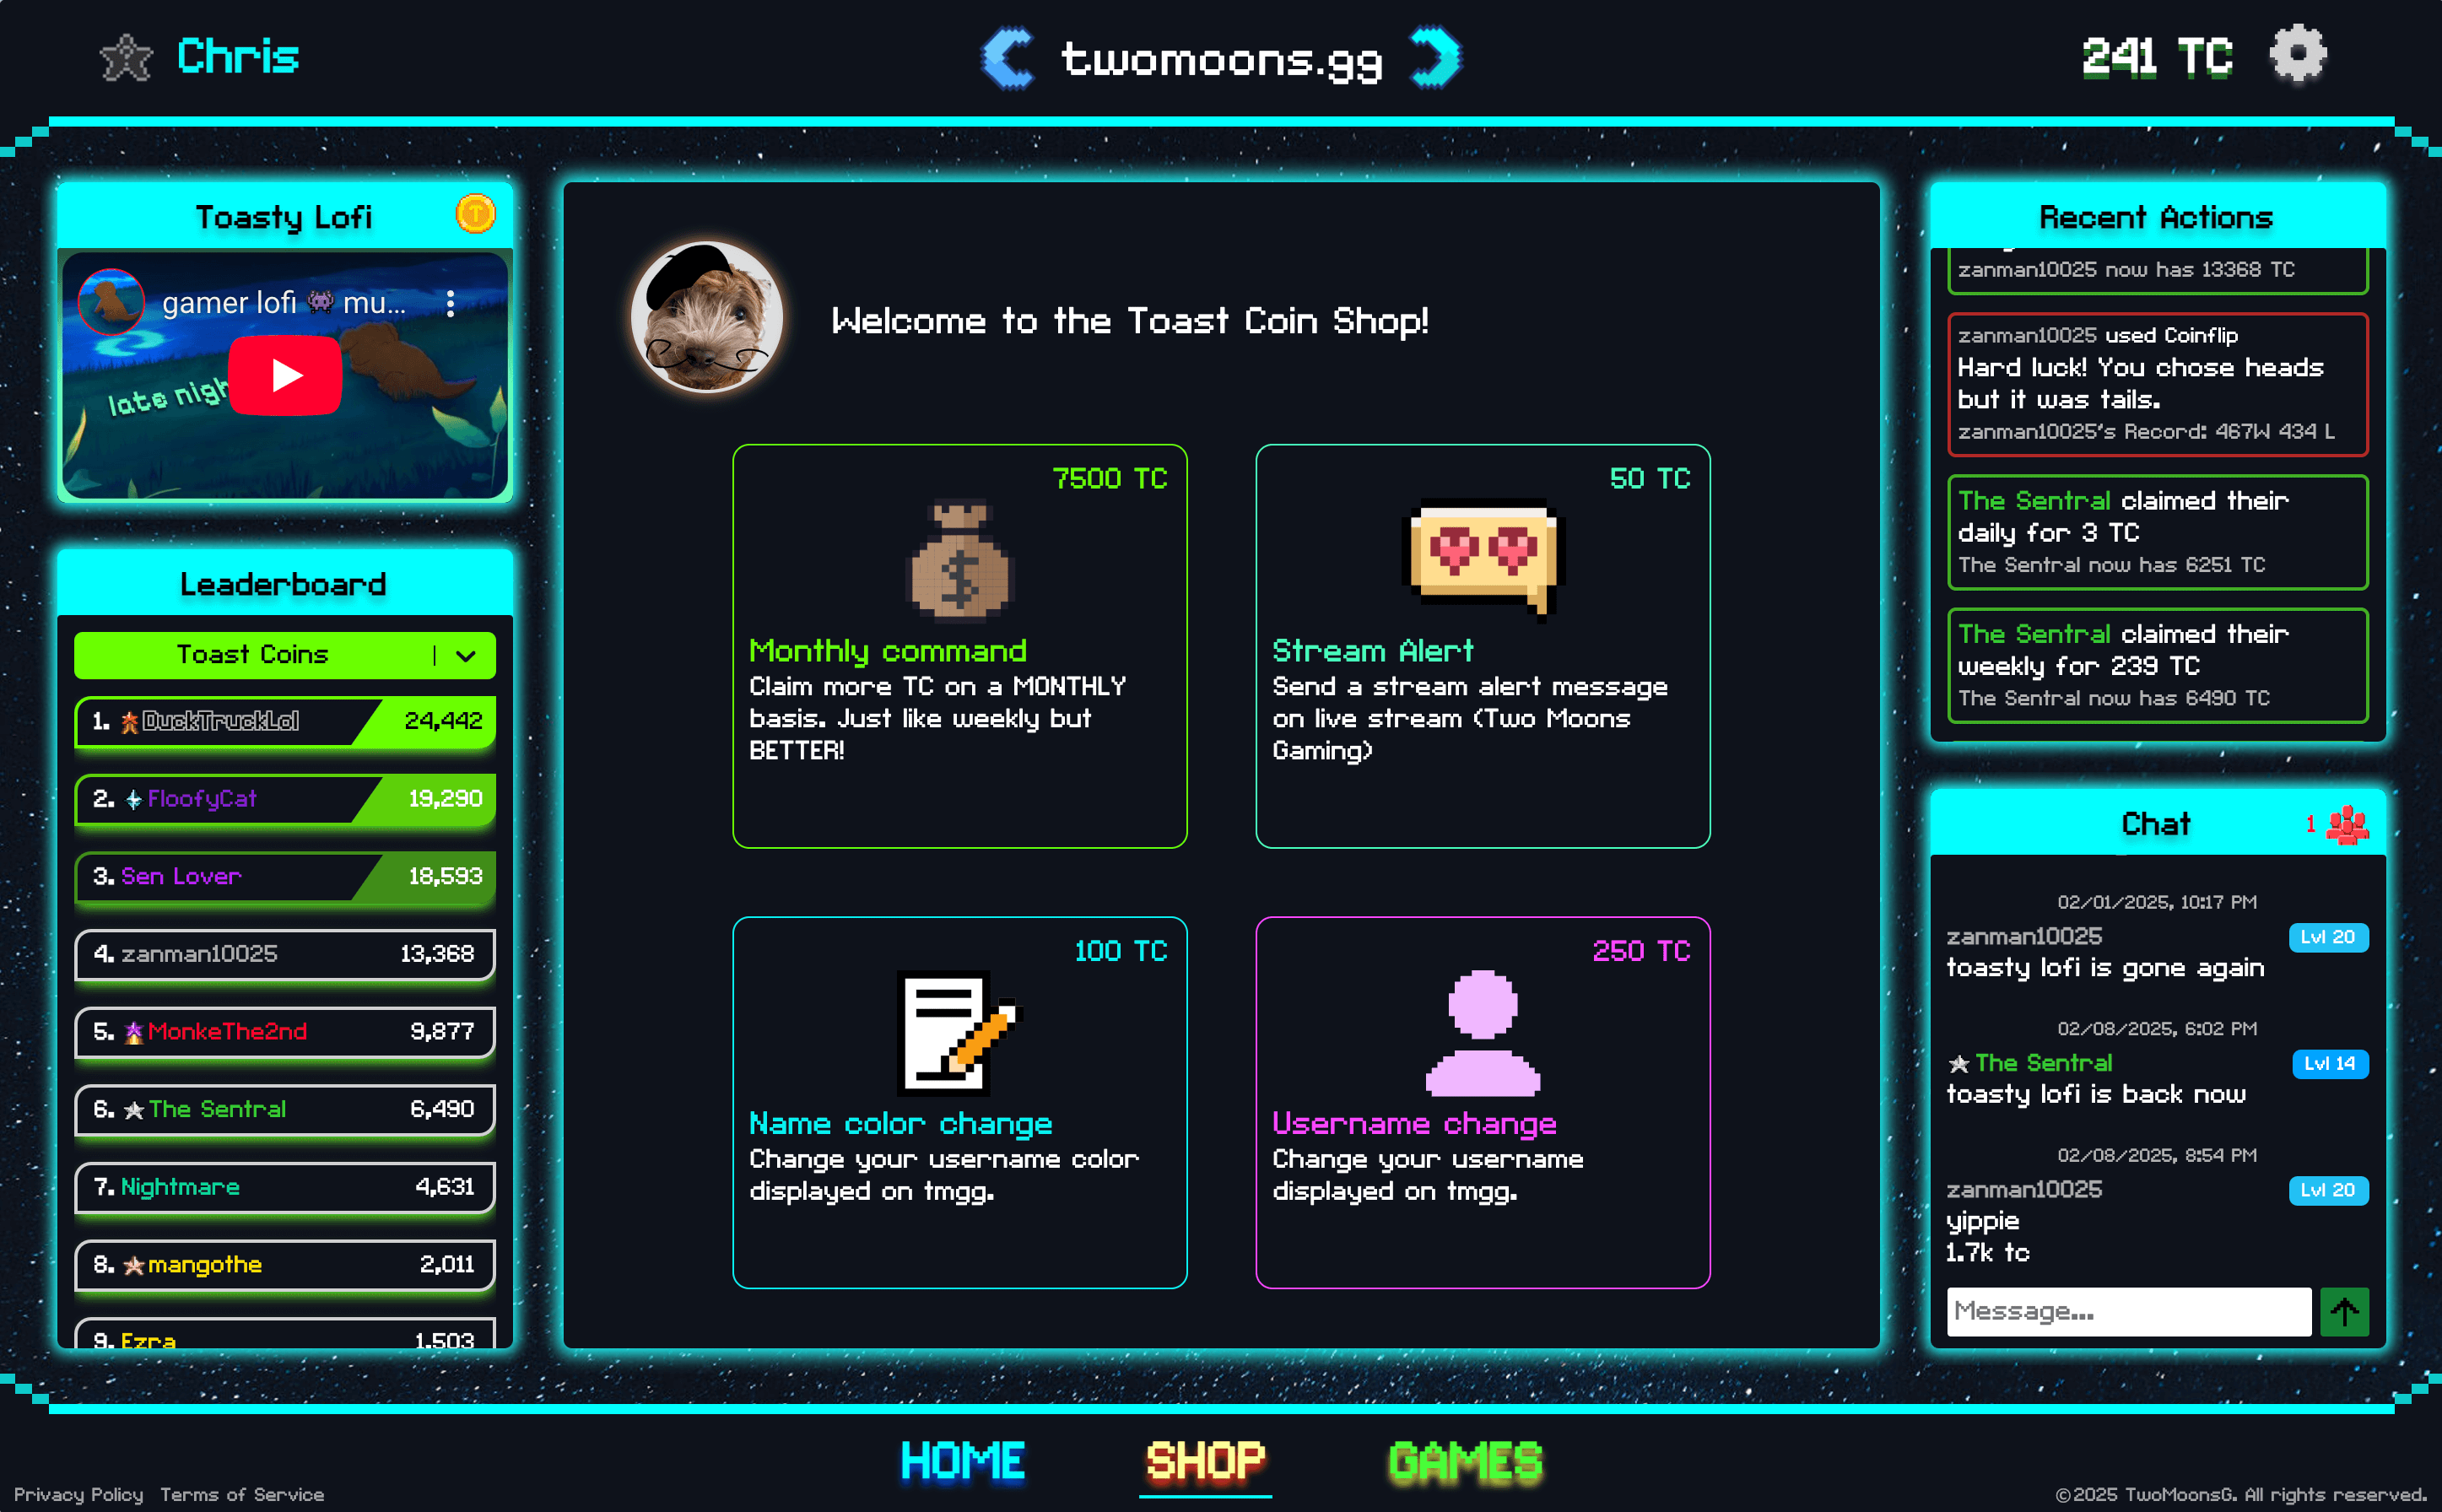 Chris
twomoons.gg
241 TC
Toasty Lofi
gamer lofi 👾 mu...
late nigh
Leaderboard
Toast Coins
1. DuckTruckLol 24,442
2. FloofyCat 19,290
3. Sen Lover 18,593
4. zanman10025 13,368
5. MonkeThe2nd 9,877
6. The Sentral 6,490
7. Nightmare 4,631
8. mangothe 2,011
9. Ezra 1,503
Welcome to the Toast Coin Shop!
7500 TC
Monthly command
Claim more TC on a MONTHLY
basis. Just like weekly but
BETTER!
50 TC
Stream Alert
Send a stream alert message
on live stream (Two Moons
Gaming)
100 TC
Name color change
Change your username color
displayed on tmgg.
250 TC
Username change
Change your username
displayed on tmgg.
Recent Actions
zanman10025 now has 13368 TC
zanman10025 used Coinflip
Hard luck! You chose heads
but it was tails.
zanman10025's Record: 467W 434 L
The Sentral claimed their
daily for 3 TC
The Sentral now has 6251 TC
The Sentral claimed their
weekly for 239 TC
The Sentral now has 6490 TC
Chat
1
02/01/2025, 10:17 PM
zanman10025 Lvl 20
toasty lofi is gone again
02/08/2025, 6:02 PM
The Sentral Lvl 14
toasty lofi is back now
02/08/2025, 8:54 PM
zanman10025 Lvl 20
yippie
1.7k tc
Message...
HOME
SHOP
GAMES
Privacy Policy Terms of Service
©2025 TwoMoonsG. All rights reserved.